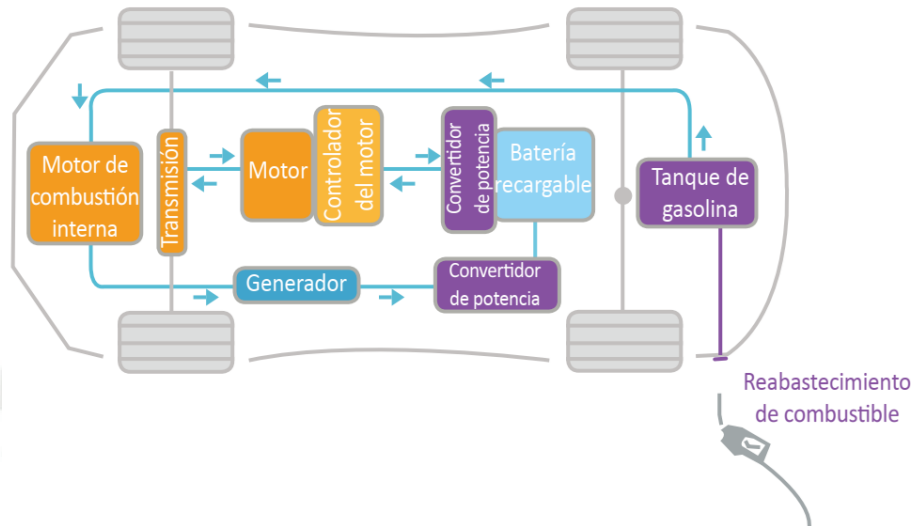 Motor de
combustión
interna
Transmisión
Motor
Controlador
del motor
Convertidor
de potencia
Batería
recargable
Tanque de
gasolina
Generador
Convertidor
de potencia
Reabastecimiento
de combustible